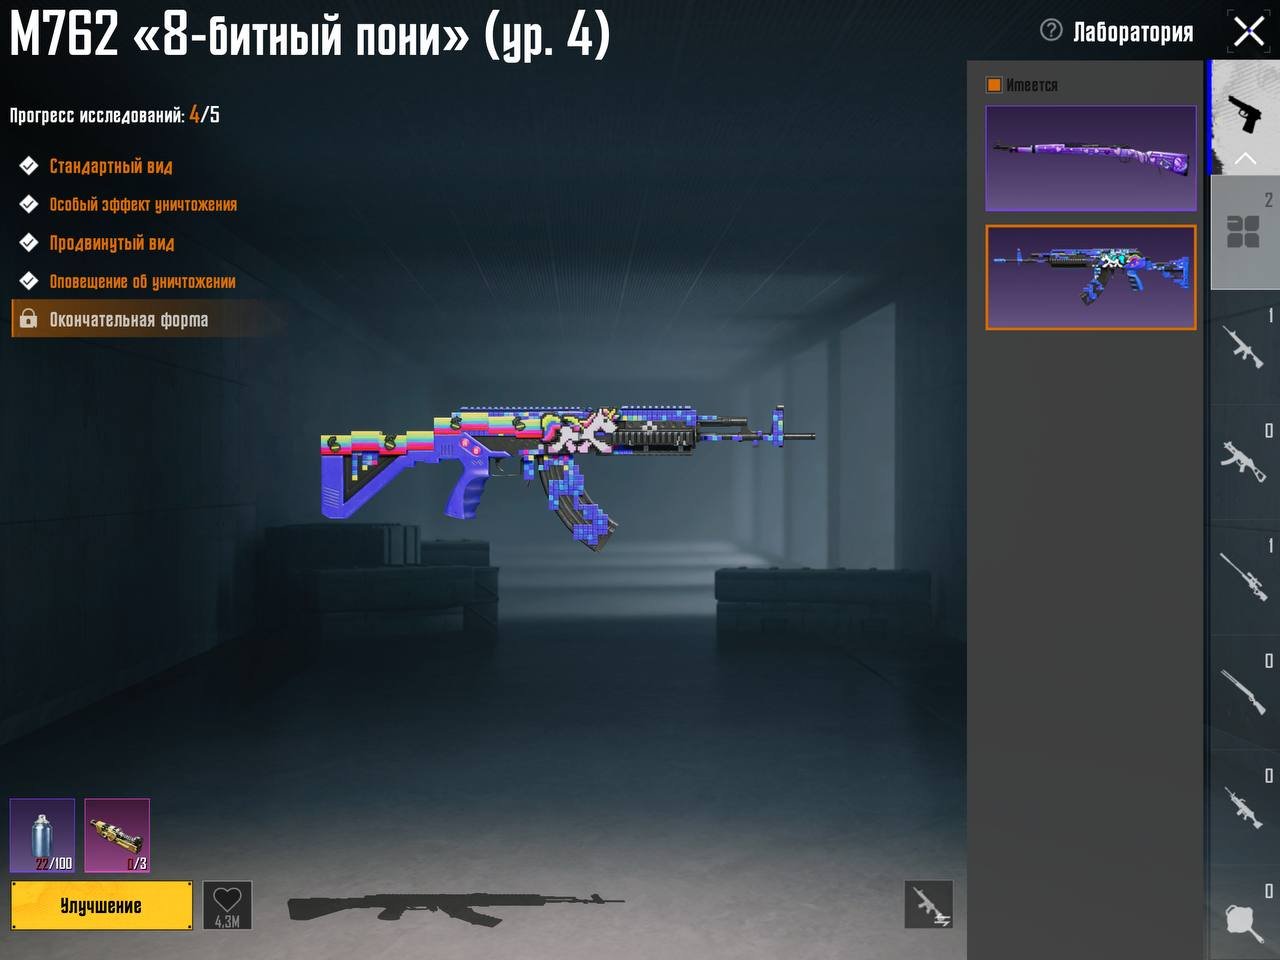 M762 «8-битный пони» (ур. 4)
Лаборатория
Прогресс исследований: 4/5
Стандартный вид
Особый эффект уничтожения
Продвинутый вид
Оповещение об уничтожении
Окончательная форма
Имеется
2
1
0
1
0
0
0
22/100
0/3
Улучшение
4.3M